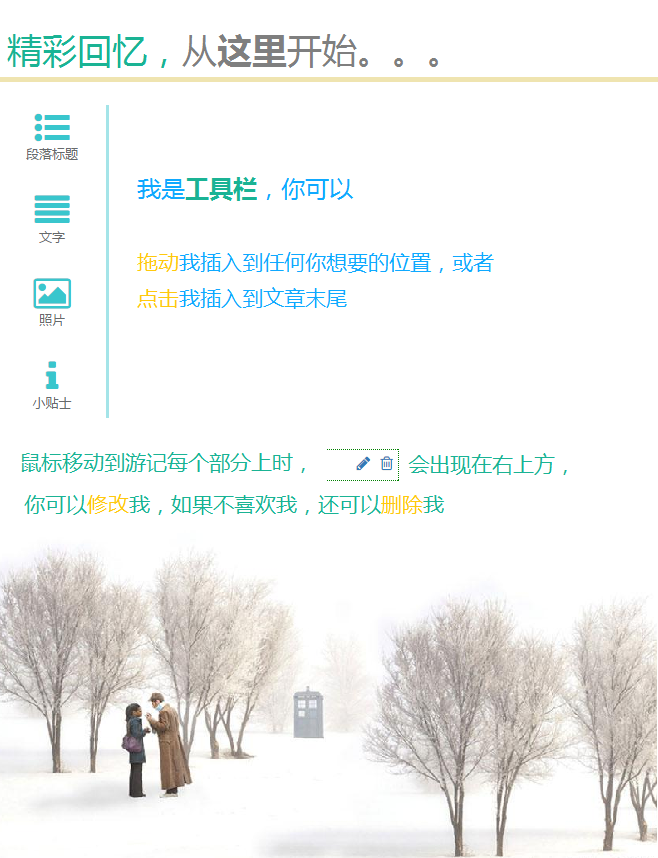 精彩回忆，从这里开始。。。
段落标题
文字
照片
小贴士
我是工具栏，你可以
拖动我插入到任何你想要的位置，或者
点击我插入到文章末尾
鼠标移动到游记每个部分上时， 会出现在右上方，
你可以修改我，如果不喜欢我，还可以删除我